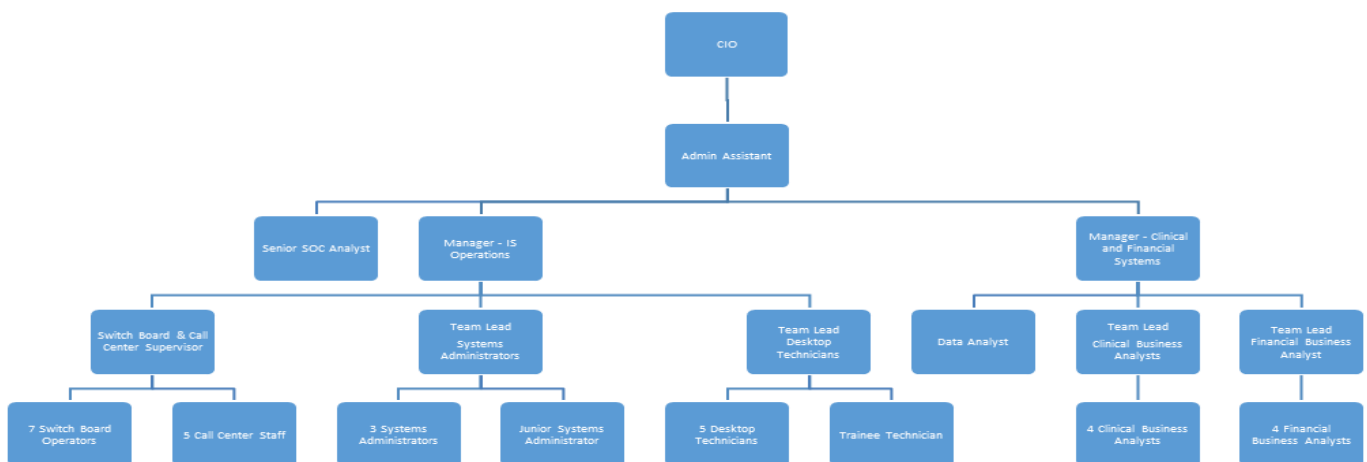 CIO
Admin Assistant
Senior SOC Analyst
Manager - IS
Operations
Manager - Clinical
and Financial
Systems
Switch Board & Call
Center Supervisor
Team Lead
Systems
Administrators
Team Lead
Desktop
Technicians
Data Analyst
Team Lead
Clinical Business
Analysts
Team Lead
Financial Business
Analyst
7 Switch Board
Operators
5 Call Center Staff
3 Systems
Administrators
Junior Systems
Administrator
5 Desktop
Technicians
Trainee Technician
4 Clinical Business
Analysts
4 Financial
Business Analysts